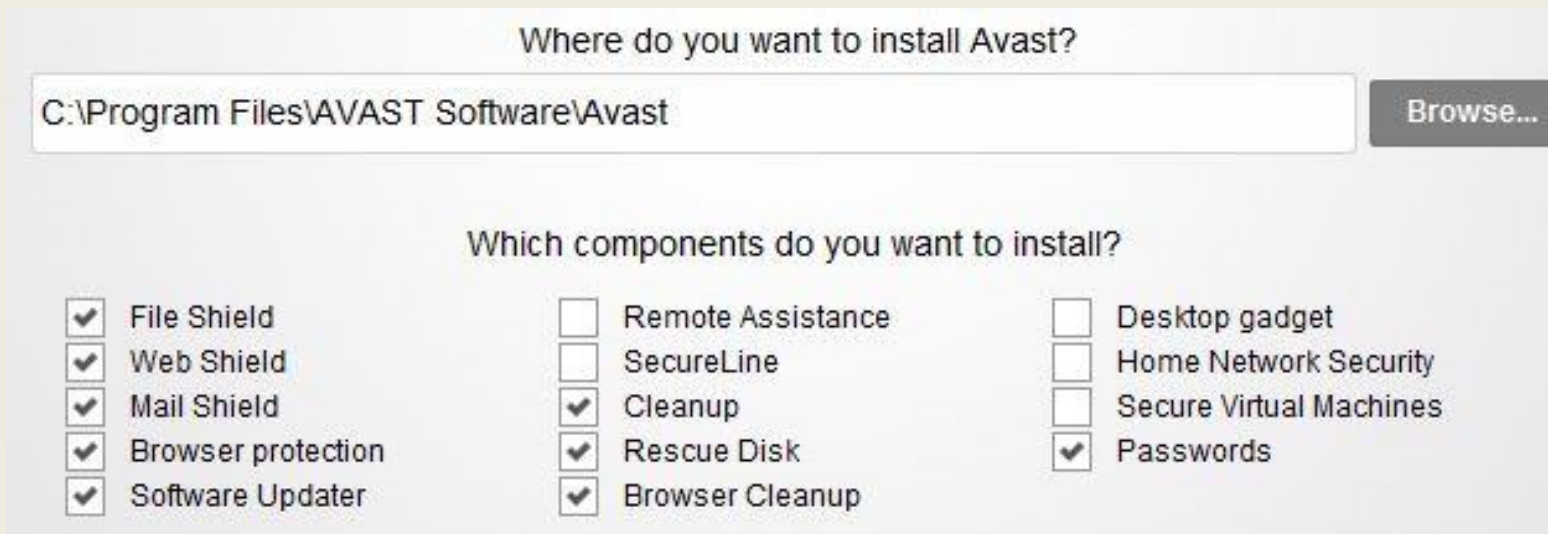 Where do you want to install Avast?
C:\Program Files\AVAST Software\Avast
Browse...
Which components do you want to install?
File Shield
Web Shield
Mail Shield
Browser protection
Software Updater
Remote Assistance
SecureLine
Cleanup
Rescue Disk
Browser Cleanup
Desktop gadget
Home Network Security
Secure Virtual Machines
Passwords